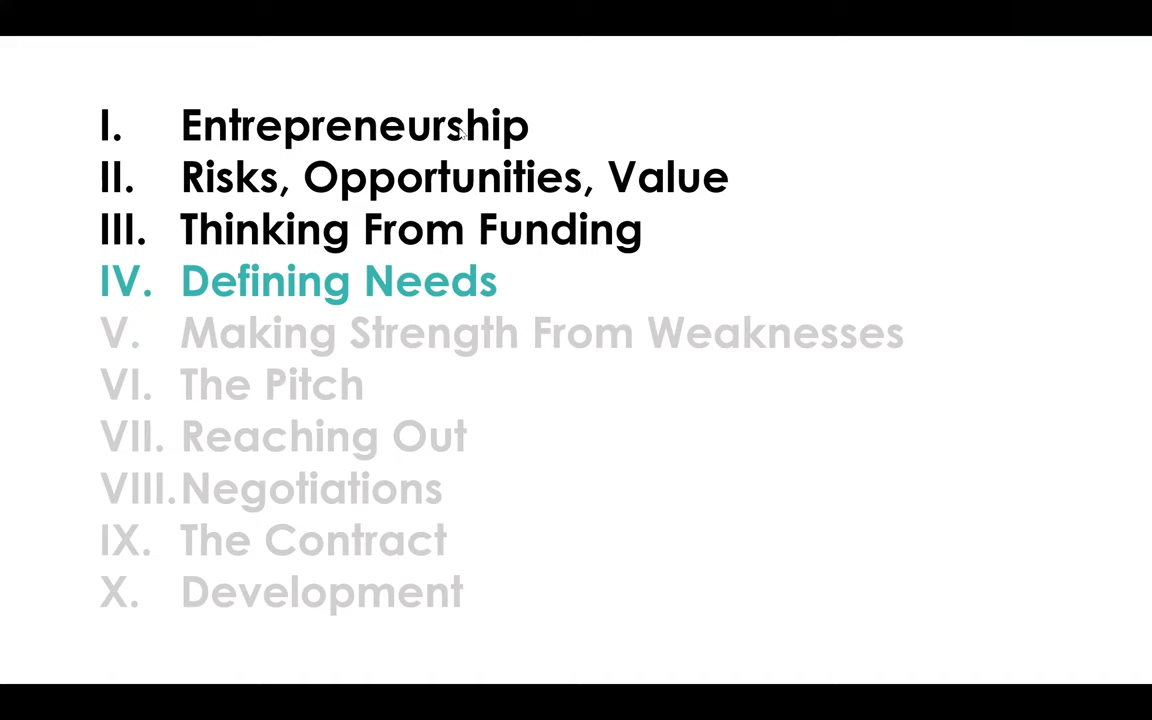 I. Entrepreneurship
II. Risks, Opportunities, Value
III. Thinking From Funding
IV. Defining Needs
V. Making Strength From Weaknesses
VI. The Pitch
VII. Reaching Out
VIII. Negotiations
IX. The Contract
X. Development